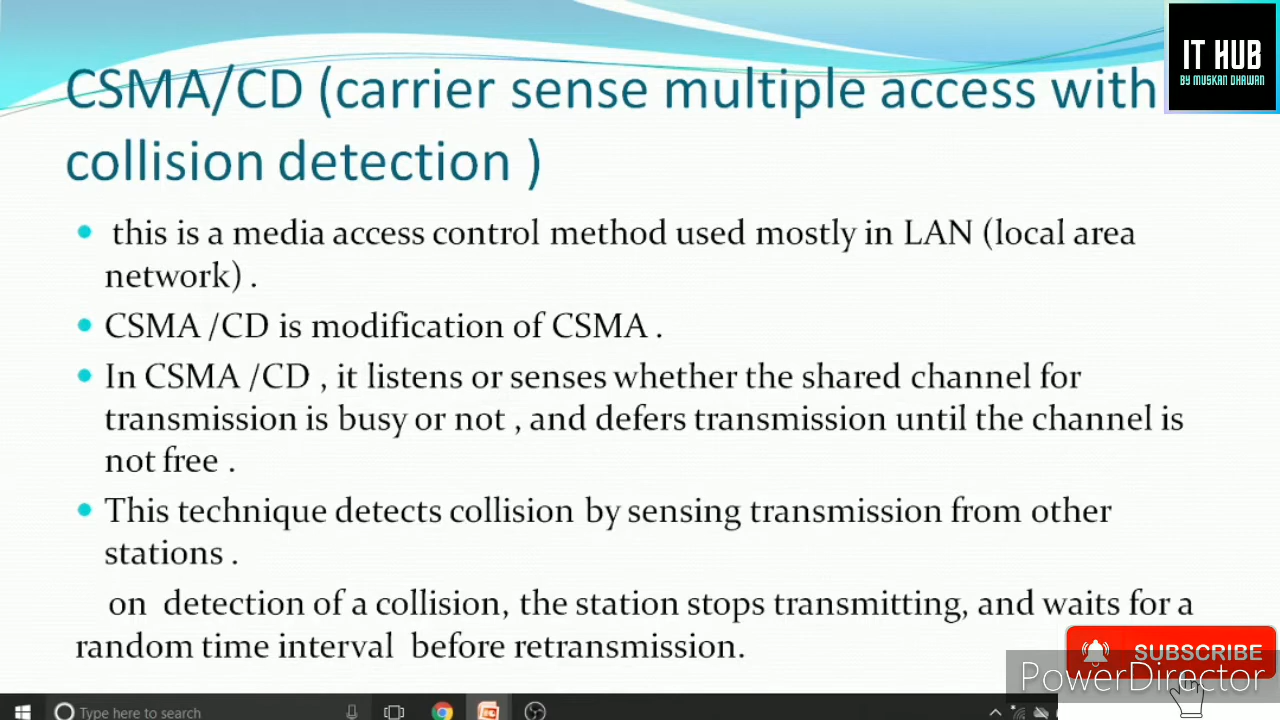 IT HUB
BY MUSKAN DHAWAN
CSMA/CD (carrier sense multiple access with
collision detection )
this is a media access control method used mostly in LAN (local area
network) .
CSMA /CD is modification of CSMA .
In CSMA /CD , it listens or senses whether the shared channel for
transmission is busy or not , and defers transmission until the channel is
not free .
This technique detects collision by sensing transmission from other
stations .
on detection of a collision, the station stops transmitting, and waits for a
random time interval before retransmission.
SUBSCRIBE
PowerDirector
Type here to search